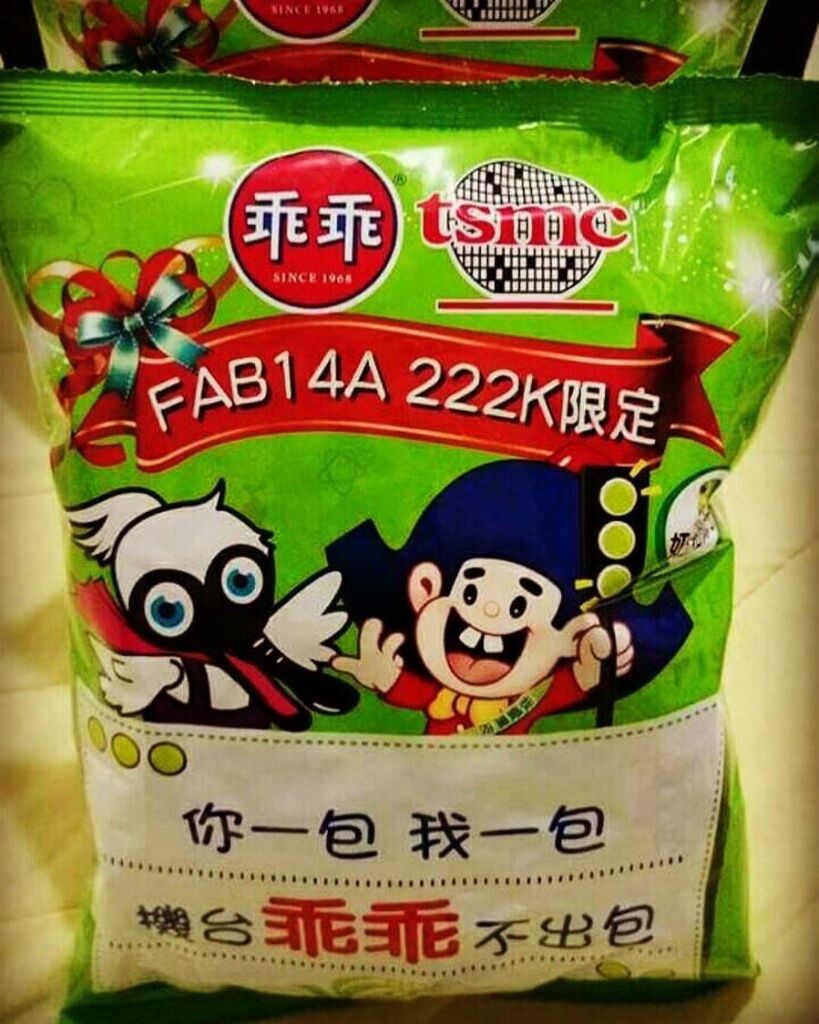 SINCE 1968
乖乖®
SINCE 1968
tsmc
FAB14A 222K限定
你一包 我一包
機台乖乖不出包